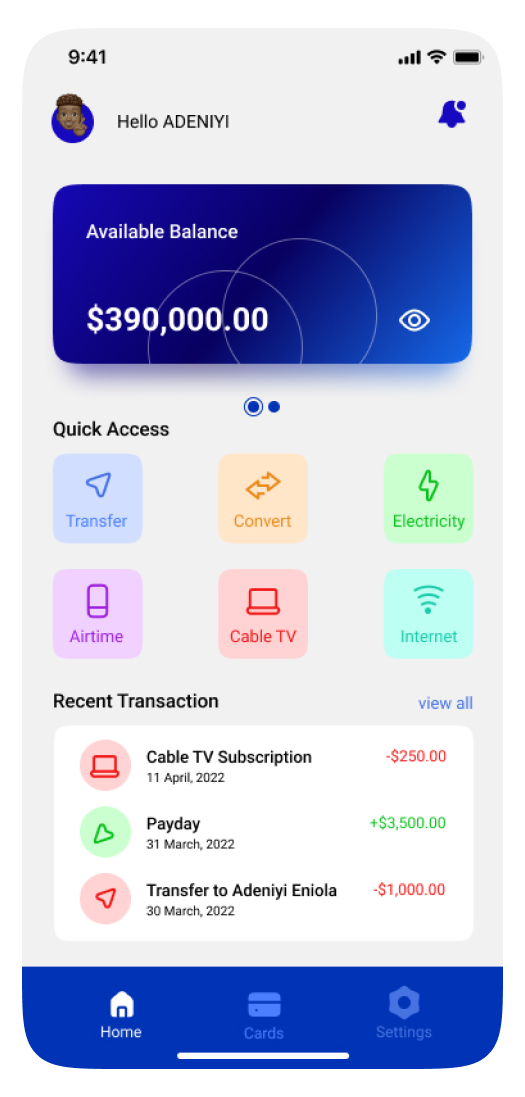 9:41
Hello ADENIYI
Available Balance
$390,000.00
Quick Access
Transfer
Convert
Electricity
Airtime
Cable TV
Internet
Recent Transaction
view all
Cable TV Subscription
-$250.00
11 April, 2022
Payday
+$3,500.00
31 March, 2022
Transfer to Adeniyi Eniola
-$1,000.00
30 March, 2022
Home
Cards
Settings